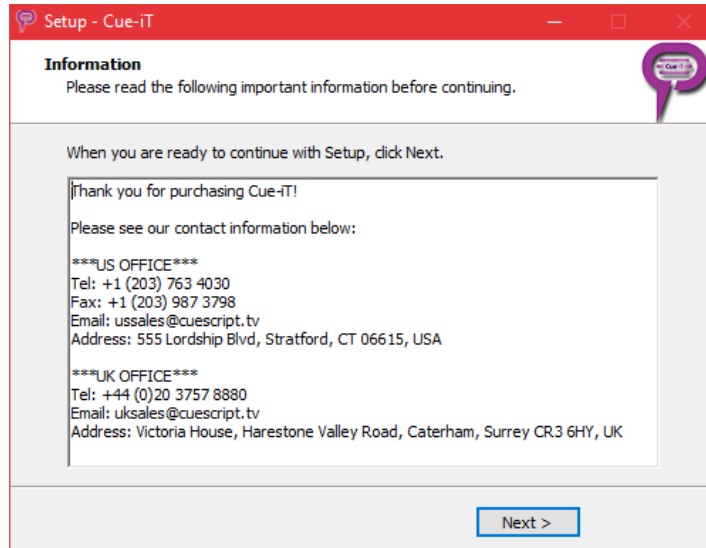 Setup - Cue-iT
Information
Please read the following important information before continuing.
Cue-iT
When you are ready to continue with Setup, click Next.
Thank you for purchasing Cue-iT!
Please see our contact information below:
***US OFFICE***
Tel: +1 (203) 763 4030
Fax: +1 (203) 987 3798
Email: ussales@cuescript.tv
Address: 555 Lordship Blvd, Stratford, CT 06615, USA
***UK OFFICE***
Tel: +44 (0)20 3757 8880
Email: uksales@cuescript.tv
Address: Victoria House, Harestone Valley Road, Caterham, Surrey CR3 6HY, UK
Next >